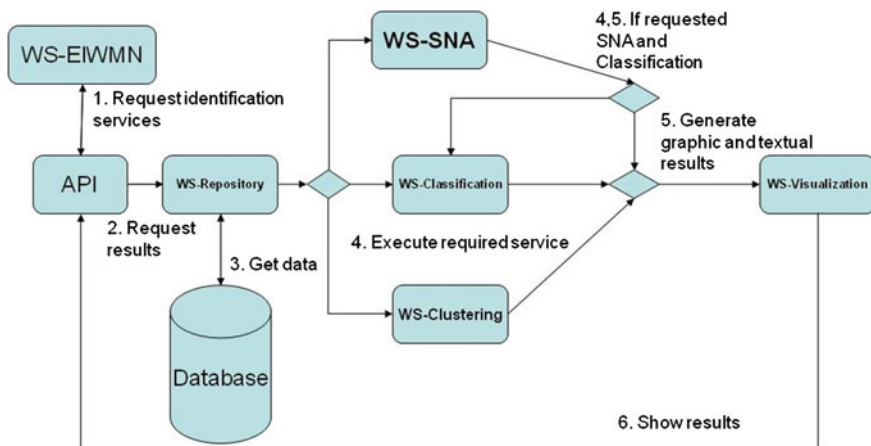 WS-EIWMN
WS-SNA
4,5. If requested
SNA and
Classification
1. Request identification
services
5. Generate
graphic and textual
results
API
WS-Repository
WS-Classification
WS-Visualization
2. Request
results
3. Get data
4. Execute required service
WS-Clustering
Database
6. Show results